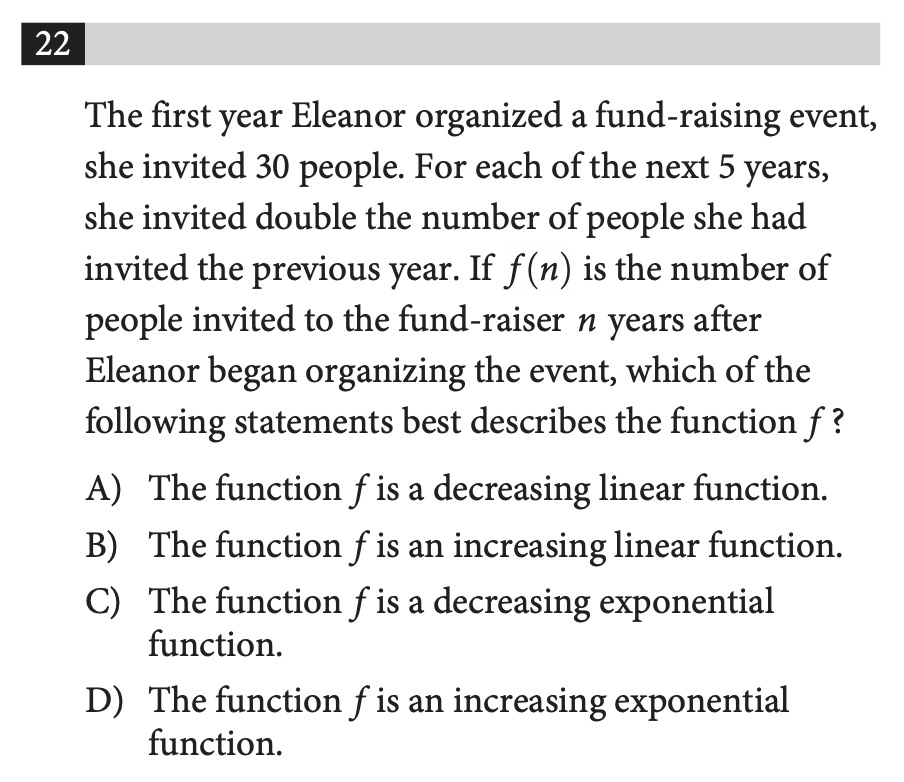 22
The first year Eleanor organized a fund-raising event,
she invited 30 people. For each of the next 5 years,
she invited double the number of people she had
invited the previous year. If f(n) is the number of
people invited to the fund-raiser n years after
Eleanor began organizing the event, which of the
following statements best describes the function f ?
A) The function f is a decreasing linear function.
B) The function f is an increasing linear function.
C) The function f is a decreasing exponential
function.
D) The function f is an increasing exponential
function.